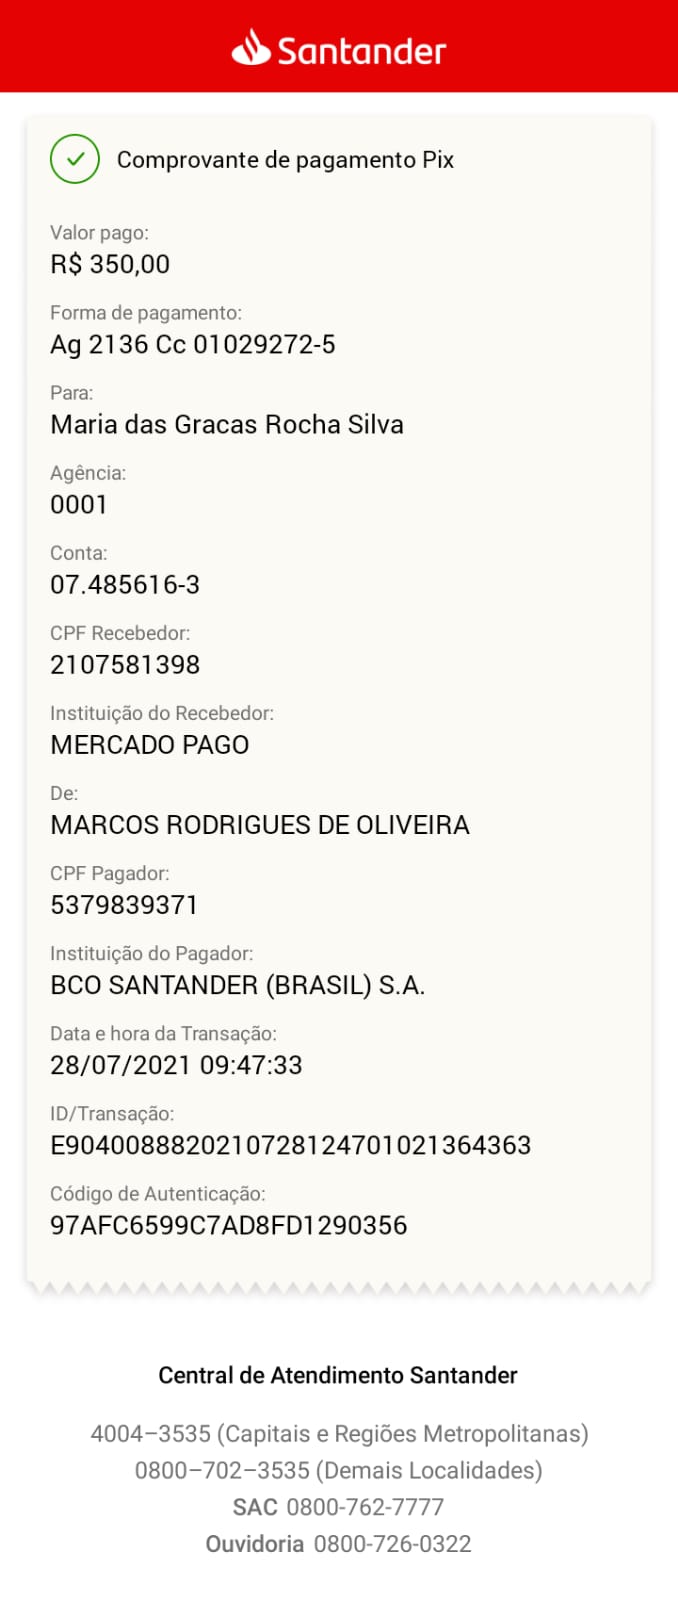 Santander
Comprovante de pagamento Pix
Valor pago:
R$ 350,00
Forma de pagamento:
Ag 2136 Cc 01029272-5
Para:
Maria das Gracas Rocha Silva
Agência:
0001
Conta:
07.485616-3
CPF Recebedor:
2107581398
Instituição do Recebedor:
MERCADO PAGO
De:
MARCOS RODRIGUES DE OLIVEIRA
CPF Pagador:
5379839371
Instituição do Pagador:
BCO SANTANDER (BRASIL) S.A.
Data e hora da Transação:
28/07/2021 09:47:33
ID/Transação:
E9040088820210728124701021364363
Código de Autenticação:
97AFC6599C7AD8FD1290356
Central de Atendimento Santander
4004–3535 (Capitais e Regiões Metropolitanas)
0800–702–3535 (Demais Localidades)
SAC 0800-762-7777
Ouvidoria 0800-726-0322